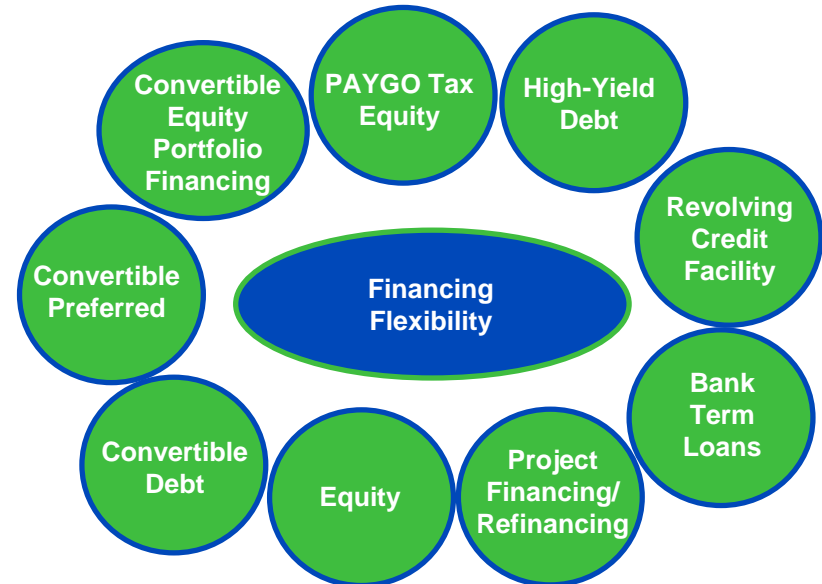 Convertible
Equity
Portfolio
Financing
PAYGO Tax
Equity
High-Yield
Debt
Revolving
Credit
Facility
Bank
Term
Loans
Project
Financing/
Refinancing
Equity
Convertible
Debt
Convertible
Preferred
Financing
Flexibility